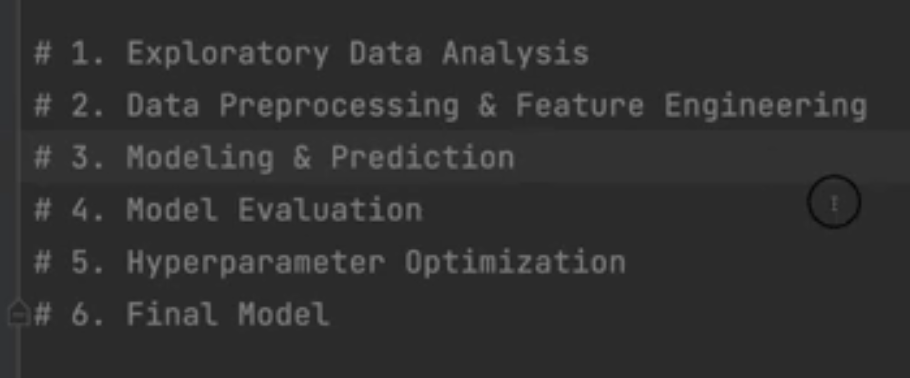 # 1. Exploratory Data Analysis
# 2. Data Preprocessing & Feature Engineering
# 3. Modeling & Prediction
# 4. Model Evaluation
# 5. Hyperparameter Optimization
# 6. Final Model